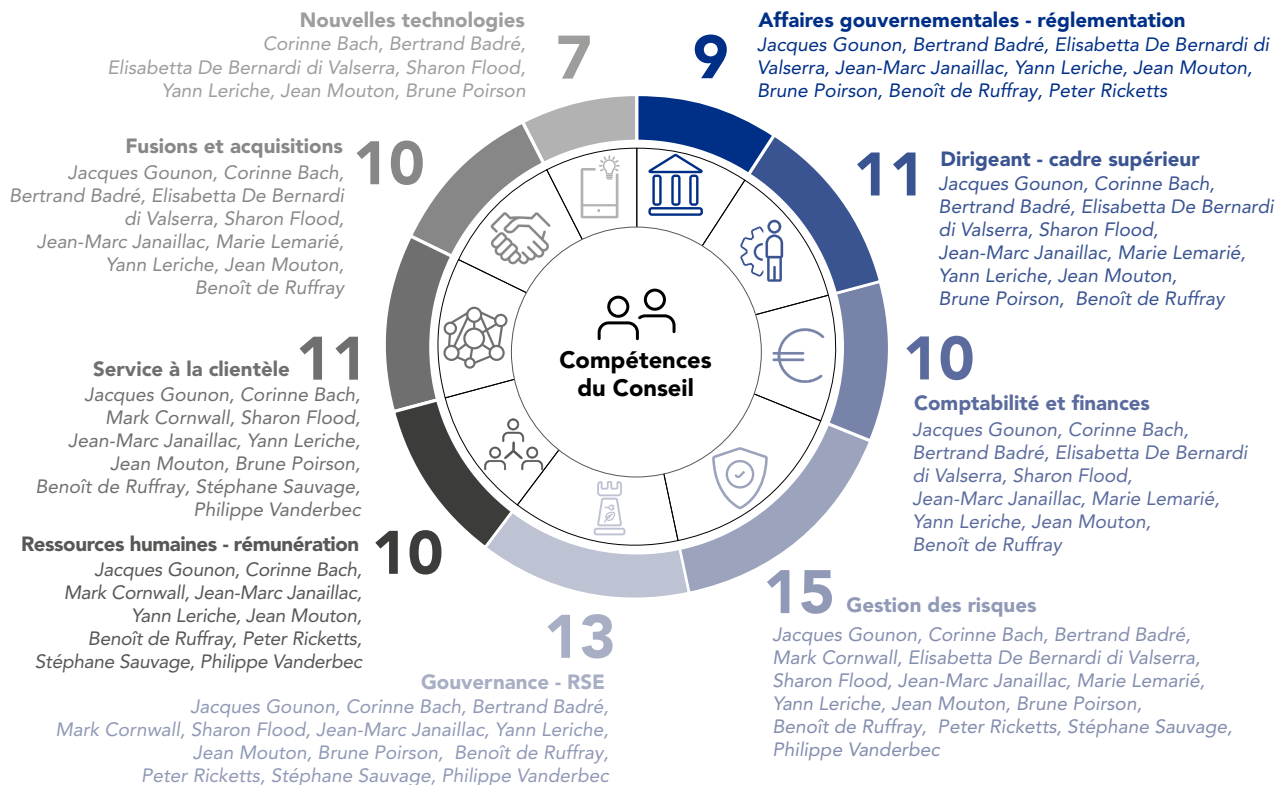 Nouvelles technologies
7
Corinne Bach, Bertrand Badré,
Elisabetta De Bernardi di Valserra, Sharon Flood,
Yann Leriche, Jean Mouton, Brune Poirson
9
Affaires gouvernementales - réglementation
Jacques Gounon, Bertrand Badré, Elisabetta De Bernardi di
Valserra, Jean-Marc Janaillac, Yann Leriche, Jean Mouton,
Brune Poirson, Benoît de Ruffray, Peter Ricketts
Fusions et acquisitions
10
Jacques Gounon, Corinne Bach,
Bertrand Badré, Elisabetta De Bernardi
di Valserra, Sharon Flood,
Jean-Marc Janaillac, Marie Lemarié,
Yann Leriche, Jean Mouton,
Benoît de Ruffray
11
Dirigeant - cadre supérieur
Jacques Gounon, Corinne Bach,
Bertrand Badré, Elisabetta De Bernardi
di Valserra, Sharon Flood,
Jean-Marc Janaillac, Marie Lemarié,
Yann Leriche, Jean Mouton,
Brune Poirson, Benoît de Ruffray
Compétences
du Conseil
Service à la clientèle
11
Jacques Gounon, Corinne Bach,
Mark Cornwall, Sharon Flood,
Jean-Marc Janaillac, Yann Leriche,
Jean Mouton, Brune Poirson,
Benoît de Ruffray, Stéphane Sauvage,
Philippe Vanderbec
10
Comptabilité et finances
Jacques Gounon, Corinne Bach,
Bertrand Badré, Elisabetta De Bernardi
di Valserra, Sharon Flood,
Jean-Marc Janaillac, Marie Lemarié,
Yann Leriche, Jean Mouton,
Benoît de Ruffray
Ressources humaines - rémunération
10
Jacques Gounon, Corinne Bach,
Mark Cornwall, Jean-Marc Janaillac,
Yann Leriche, Jean Mouton,
Benoît de Ruffray, Peter Ricketts,
Stéphane Sauvage, Philippe Vanderbec
15
Gestion des risques
Jacques Gounon, Corinne Bach, Bertrand Badré,
Mark Cornwall, Elisabetta De Bernardi di Valserra,
Sharon Flood, Jean-Marc Janaillac, Marie Lemarié,
Yann Leriche, Jean Mouton, Brune Poirson,
Benoît de Ruffray, Peter Ricketts, Stéphane Sauvage,
Philippe Vanderbec
13
Gouvernance - RSE
Jacques Gounon, Corinne Bach, Bertrand Badré,
Mark Cornwall, Sharon Flood, Jean-Marc Janaillac, Yann Leriche,
Jean Mouton, Brune Poirson, Benoît de Ruffray,
Peter Ricketts, Stéphane Sauvage, Philippe Vanderbec